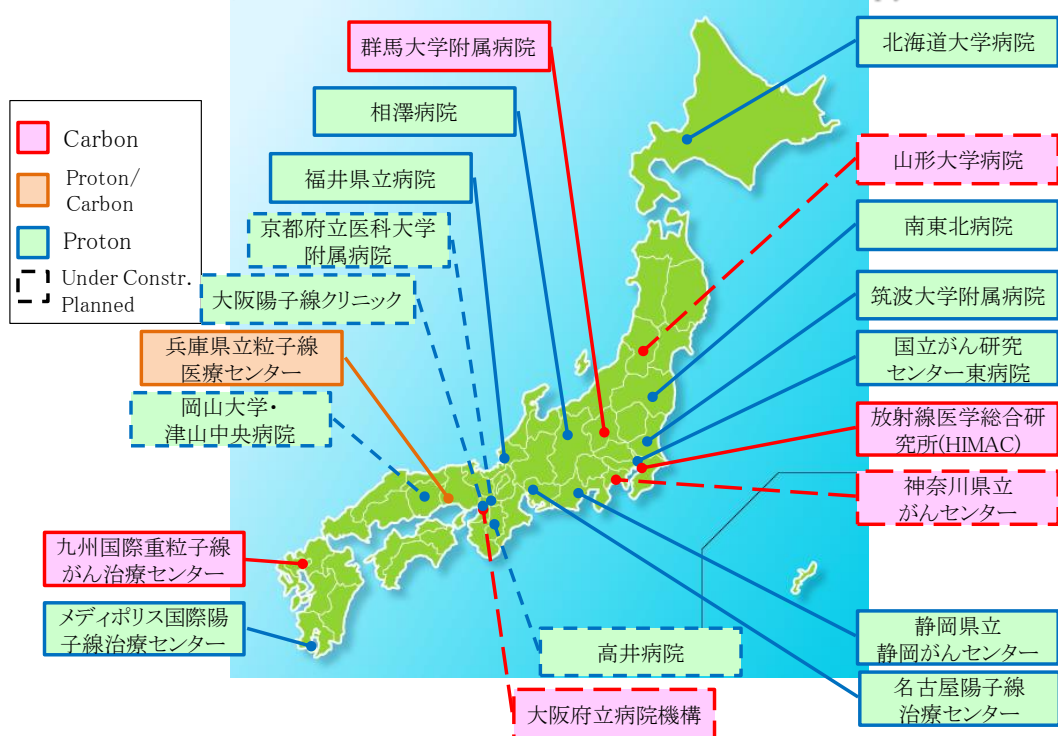 群馬大学附属病院
北海道大学病院
相澤病院
Carbon
Proton/
Carbon
Proton
Under Constr.
Planned
山形大学病院
福井県立病院
京都府立医科大学
附属病院
南東北病院
大阪陽子線クリニック
筑波大学附属病院
兵庫県立粒子線
医療センター
国立がん研究
センター東病院
岡山大学・
津山中央病院
放射線医学総合研
究所(HIMAC)
神奈川県立
がんセンター
九州国際重粒子線
がん治療センター
メディポリス国際陽
子線治療センター
高井病院
静岡県立
静岡がんセンター
名古屋陽子線
治療センター
大阪府立病院機構